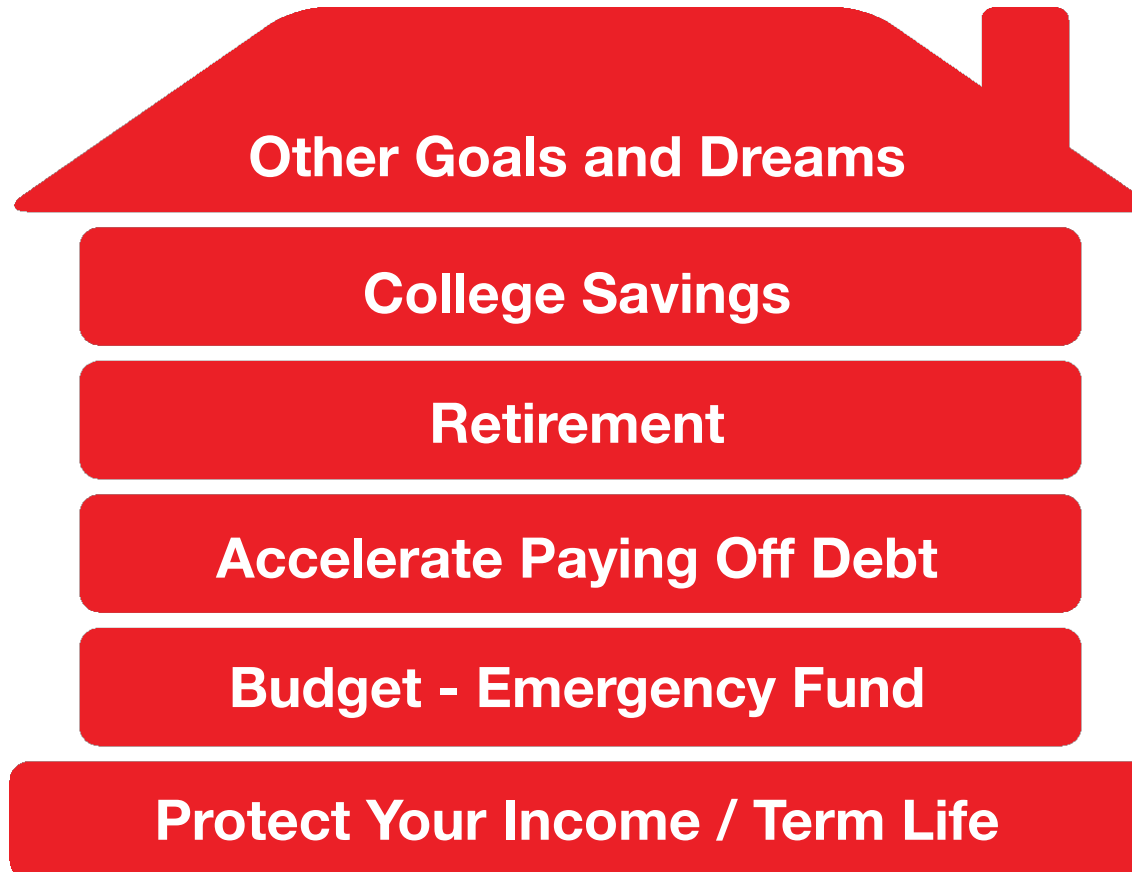 Other Goals and Dreams
College Savings
Retirement
Accelerate Paying Off Debt
Budget - Emergency Fund
Protect Your Income / Term Life